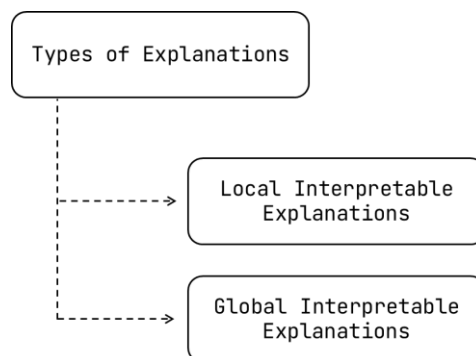 Types of Explanations
Local Interpretable
Explanations
Global Interpretable
Explanations